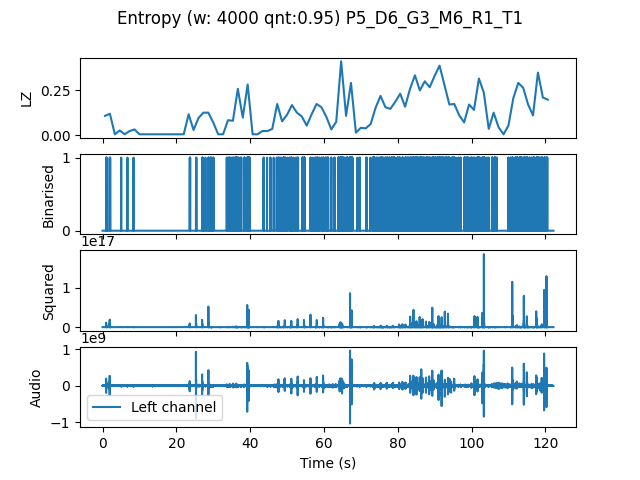 Entropy (w: 4000 qnt:0.95) P5_D6_G3_M6_R1_T1
0.25
0.00
LZ
1
0
Binarised
1e17
1
0
Squared
1e9
1
0
−1
Audio
Left channel
0 20 40 60 80 100 120
Time (s)